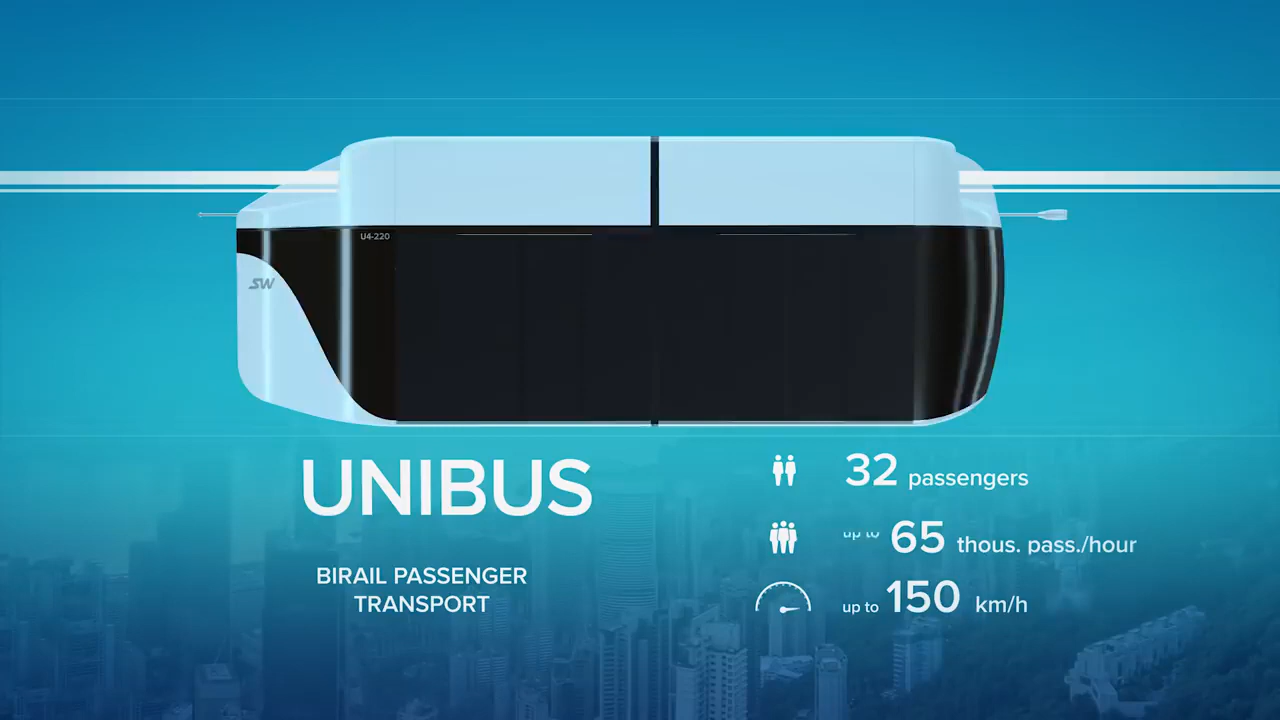 U4-220
SW
UNIBUS
BIRAIL PASSENGER
TRANSPORT
32 passengers
up to 65 thous. pass./hour
up to 150 km/h